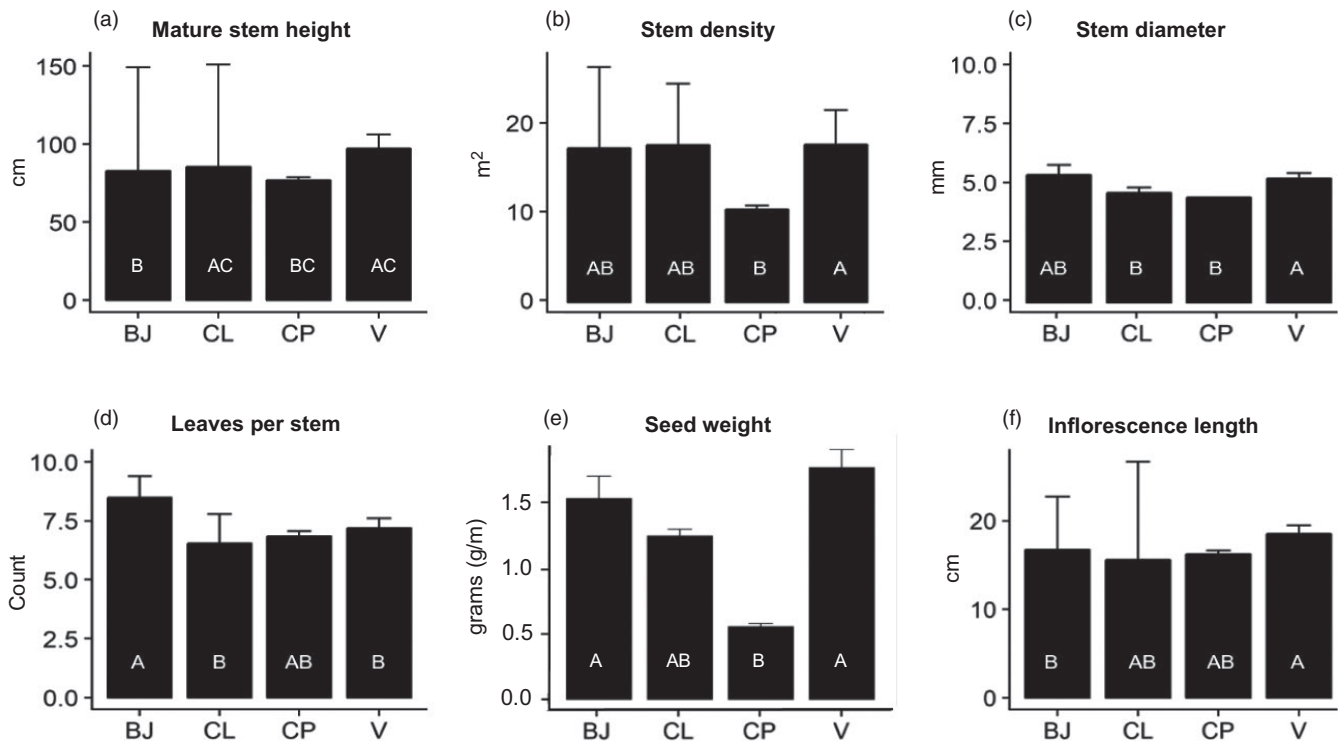 (a)
Mature stem height
cm
150
100
50
0
B
AC
BC
AC
BJ
CL
CP
V
(b)
Stem density
m²
20
10
0
AB
AB
B
A
BJ
CL
CP
V
(c)
Stem diameter
mm
10.0
7.5
5.0
2.5
0.0
AB
B
B
A
BJ
CL
CP
V
(d)
Leaves per stem
Count
10.0
7.5
5.0
2.5
0.0
A
B
AB
B
BJ
CL
CP
V
(e)
Seed weight
grams (g/m)
1.5
1.0
0.5
0.0
A
AB
B
A
BJ
CL
CP
V
(f)
Inflorescence length
cm
20
10
0
B
AB
AB
A
BJ
CL
CP
V